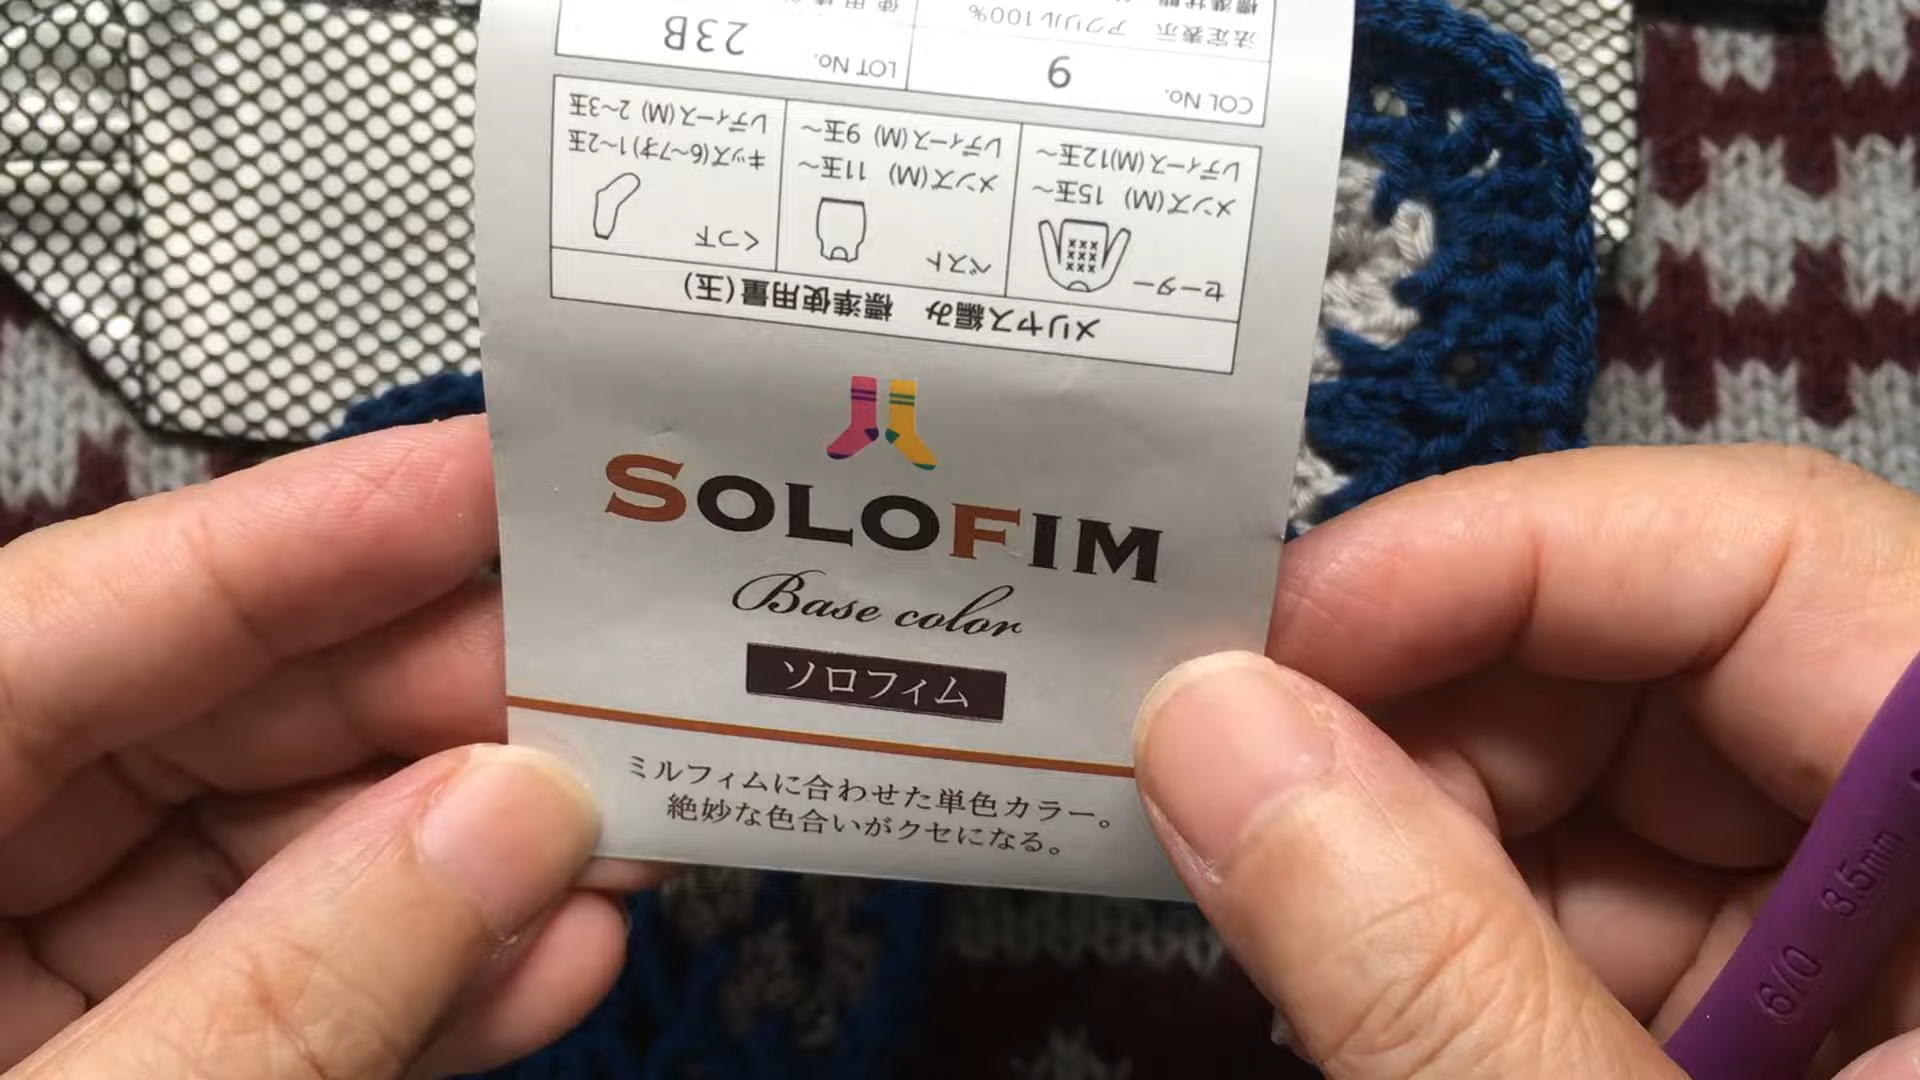 SOLOFIM
Base color
ソロフィム
ミルフィムに合わせた単色カラー。
絶妙な色合いがクセになる。
メリヤス編み 標準使用量(玉)
セーター
メンズ(M) 15玉~
レディース(M)12玉~
ベスト
メンズ(M) 11玉~
レディース(M) 9玉~
くつ下
キッズ(6~7才)1~2玉
レディース(M) 2~3玉
COL No. 9
LOT No. 23B
法定表示 アクリル100%
6/0 3.5mm